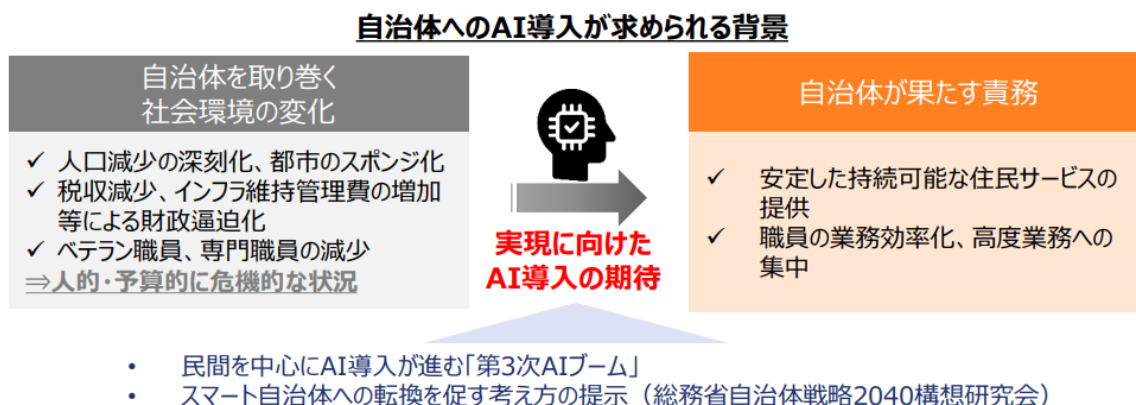 自治体へのAI導入が求められる背景
自治体を取り巻く
社会環境の変化
✓ 人口減少の深刻化、都市のスポンジ化
✓ 税収減少、インフラ維持管理費の増加
等による財政逼迫化
✓ ベテラン職員、専門職員の減少
⇒人的・予算的に危機的な状況
実現に向けた
AI導入の期待
自治体が果たす責務
✓ 安定した持続可能な住民サービスの
提供
✓ 職員の業務効率化、高度業務への
集中
• 民間を中心にAI導入が進む「第3次AIブーム」
• スマート自治体への転換を促す考え方の提示（総務省自治体戦略2040構想研究会）